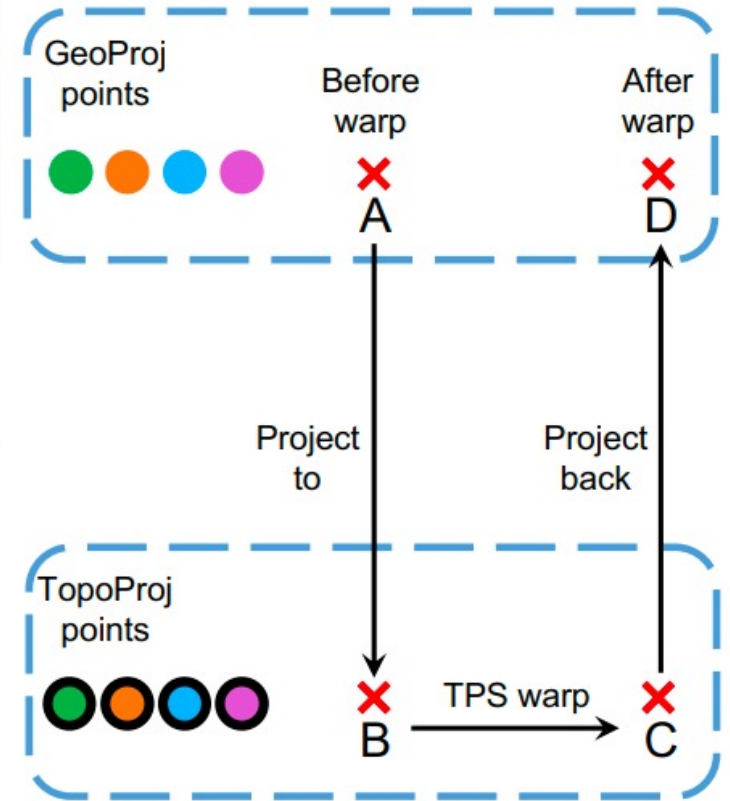 GeoProj
points
Before
warp
After
warp
A
D
Project
to
Project
back
TopoProj
points
TPS warp
B
C